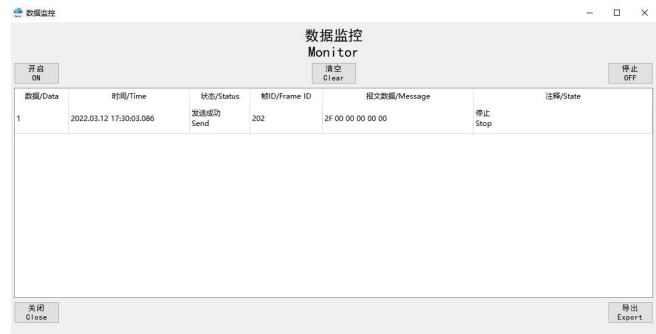 数据监控
数据监控
Monitor
开启
ON
清空
Clear
停止
OFF
数据/Data 时间/Time 状态/Status 帧ID/Frame ID 报文数据/Message 注释/State
1 2022.03.12 17:30:03.086 发送成功 202 2F 00 00 00 00 00 停止
Send Stop
关闭
Close
导出
Export